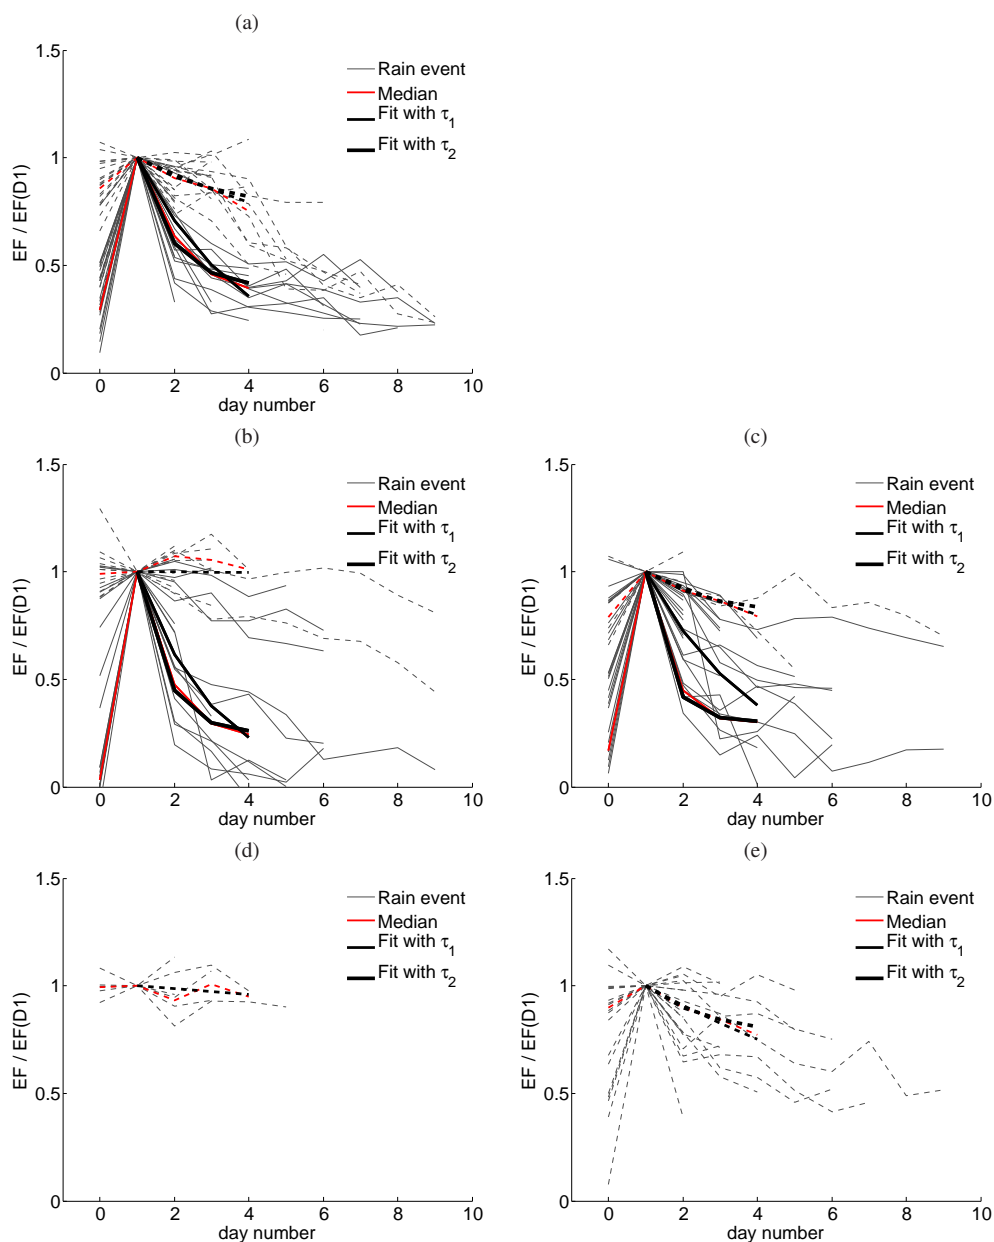 (a)
1.5
1
0.5
0
EF / EF(D1)
0 2 4 6 8 10
day number
Rain event
Median
Fit with τ1
Fit with τ2
(b)
1.5
1
0.5
0
EF / EF(D1)
0 2 4 6 8 10
day number
Rain event
Median
Fit with τ1
Fit with τ2
(c)
1.5
1
0.5
0
EF / EF(D1)
0 2 4 6 8 10
day number
Rain event
Median
Fit with τ1
Fit with τ2
(d)
1.5
1
0.5
0
EF / EF(D1)
0 2 4 6 8 10
day number
Rain event
Median
Fit with τ1
Fit with τ2
(e)
1.5
1
0.5
0
EF / EF(D1)
0 2 4 6 8 10
day number
Rain event
Median
Fit with τ1
Fit with τ2